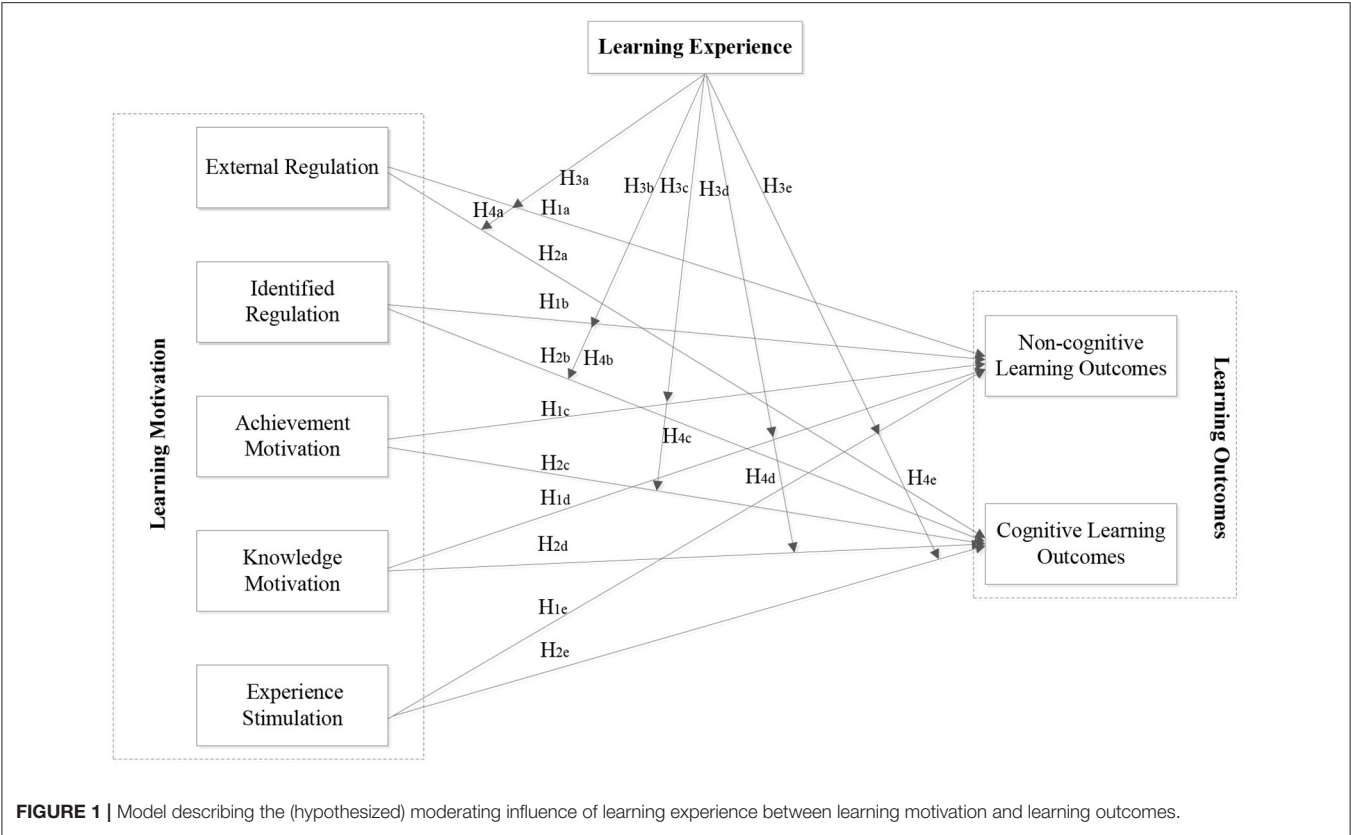 Learning Experience
External Regulation
Identified
Regulation
Achievement
Motivation
Knowledge
Motivation
Experience
Stimulation
Learning Motivation
H3a
H3b
H3c
H3d
H3e
H4a
H1a
H2a
H1b
H2b
H4b
H1c
H4c
H2c
H4d
H4e
H1d
H2d
H1e
H2e
Non-cognitive
Learning Outcomes
Cognitive Learning
Outcomes
Learning Outcomes
FIGURE 1 | Model describing the (hypothesized) moderating influence of learning experience between learning motivation and learning outcomes.